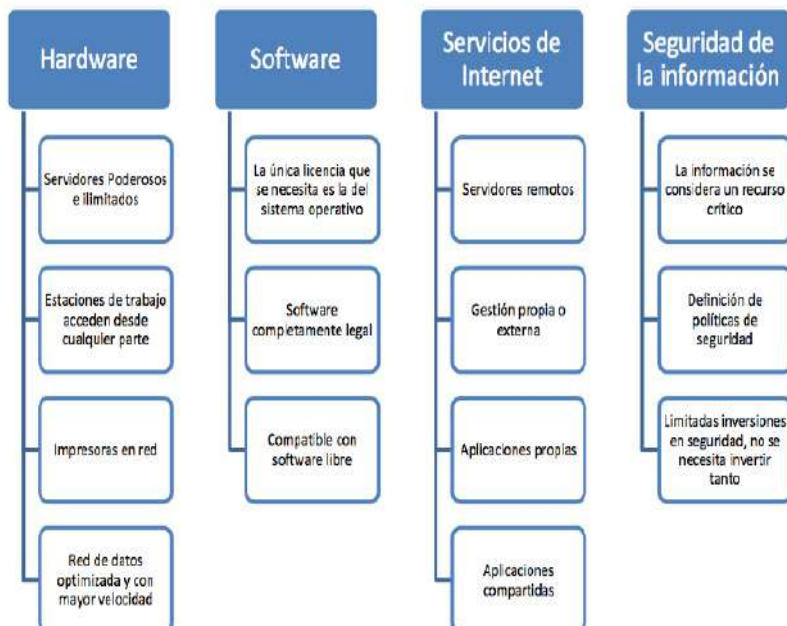 Hardware
Servidores Poderosos
e ilimitados
Estaciones de trabajo
acceden desde
cualquier parte
Impresoras en red
Red de datos
optimizada y con
mayor velocidad
Software
La única licencia que
se necesita es la del
sistema operativo
Software
completamente legal
Compatible con
software libre
Servicios de
Internet
Servidores remotos
Gestión propia o
externa
Aplicaciones propias
Aplicaciones
compartidas
Seguridad de
la información
La información se
considera un recurso
crítico
Definición de
políticas de
seguridad
Limitadas inversiones
en seguridad, no se
necesita invertir
tanto